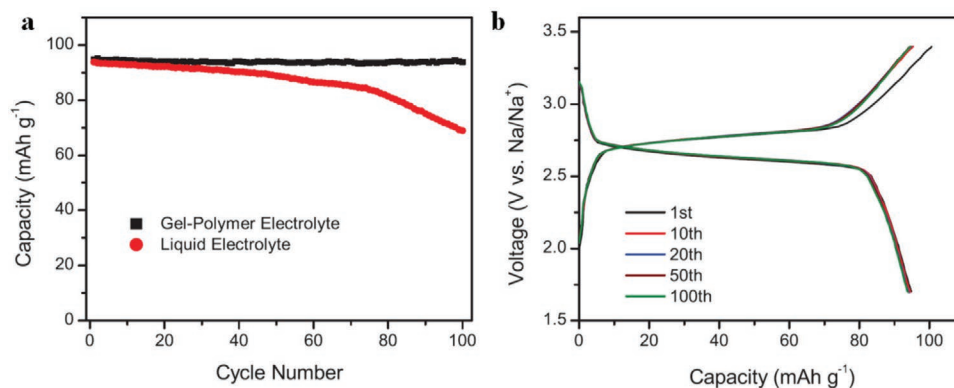 a
Capacity (mAh g⁻¹)
100
80
60
40
20
0
Gel-Polymer Electrolyte
Liquid Electrolyte
0 20 40 60 80 100
Cycle Number
b
Voltage (V vs. Na/Na⁺)
3.5
3.0
2.5
2.0
1.5
1st
10th
20th
50th
100th
0 20 40 60 80 100
Capacity (mAh g⁻¹)